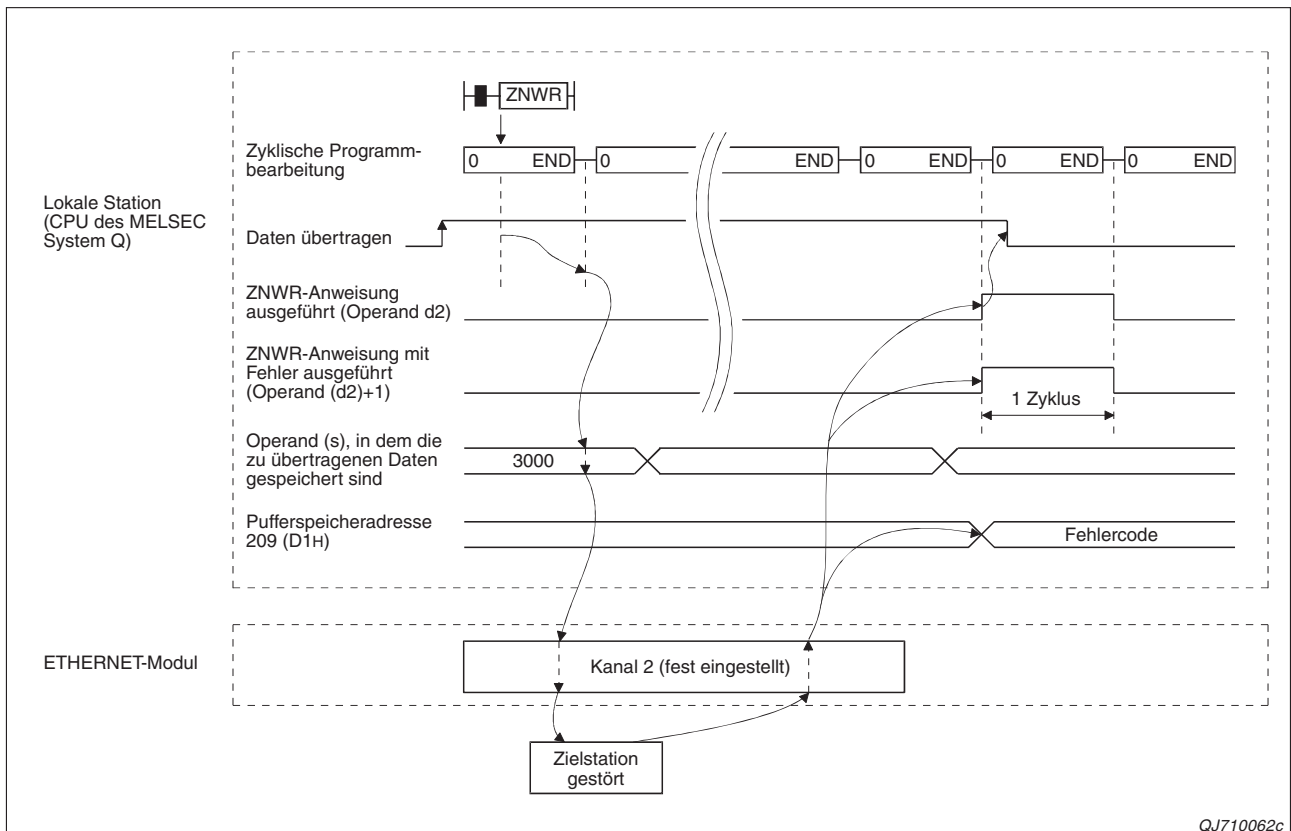 ZNWR
Zyklische Programm-
bearbeitung
0 END 0 END 0 END 0 END 0 END
Lokale Station
(CPU des MELSEC
System Q)
Daten übertragen
ZNWR-Anweisung
ausgeführt (Operand d2)
ZNWR-Anweisung mit
Fehler ausgeführt
(Operand (d2)+1)
1 Zyklus
Operand (s), in dem die
zu übertragenen Daten
gespeichert sind
3000
Pufferspeicheradresse
209 (D1H)
Fehlercode
ETHERNET-Modul
Kanal 2 (fest eingestellt)
Zielstation
gestört
QJ710062c